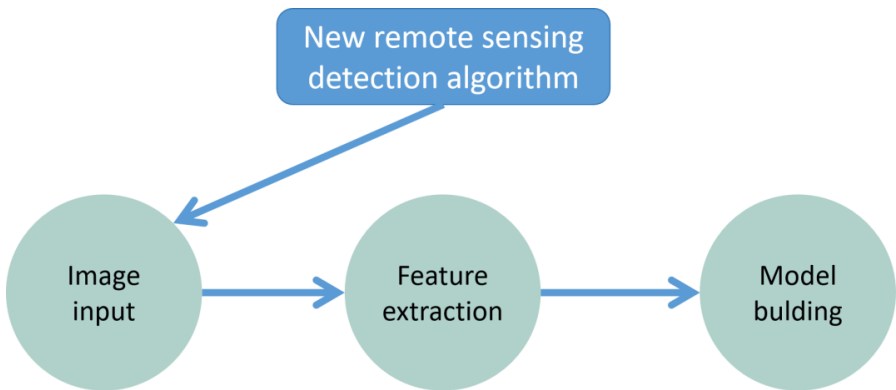 New remote sensing
detection algorithm
Image
input
Feature
extraction
Model
bulding